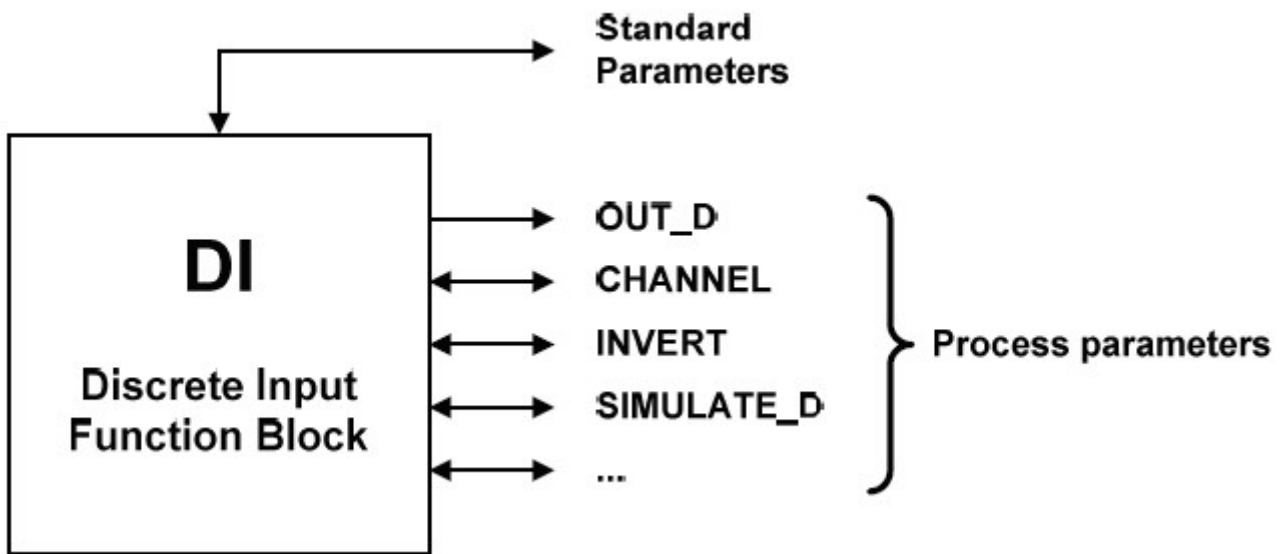 Standard
Parameters
DI
Discrete Input
Function Block
OUT_D
CHANNEL
INVERT
SIMULATE_D
...
Process parameters